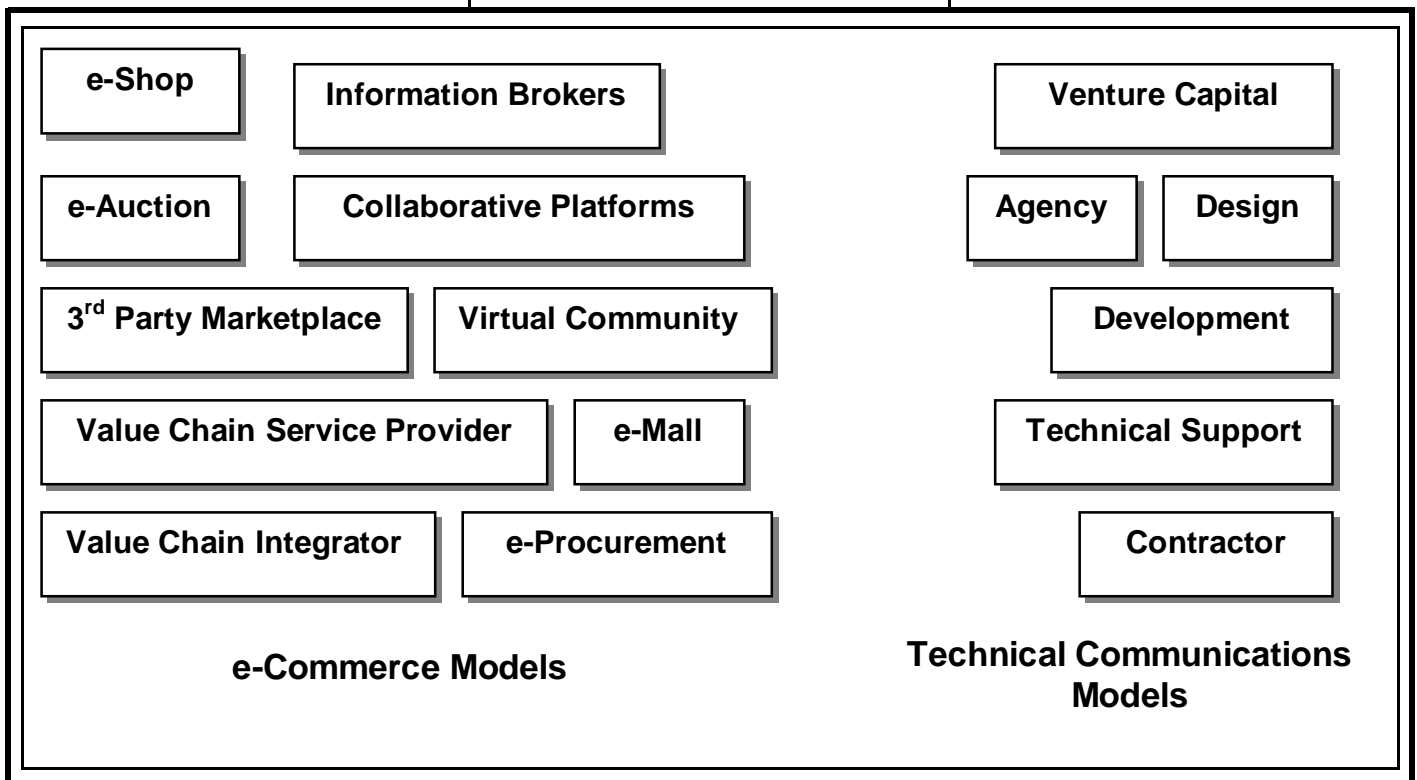 e-Shop
Information Brokers
Venture Capital
e-Auction
Collaborative Platforms
Agency
Design
3rd Party Marketplace
Virtual Community
Development
Value Chain Service Provider
e-Mall
Technical Support
Value Chain Integrator
e-Procurement
Contractor
e-Commerce Models
Technical Communications
Models